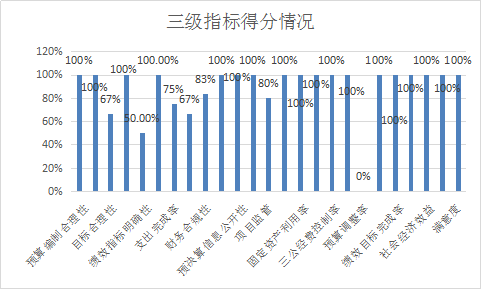 三级指标得分情况
120%
100%
80%
60%
40%
20%
0%
100%
100%
67%
100%
50.00%
100.00%
75%
67%
83%
100%
100%
100%
80%
100%
100%
100%
100%
100%
0%
100%
100%
100%
100%
100%
100%
预算编制合理性
目标合理性
绩效指标明确性
支出完成率
财务合规性
预决算信息公开性
项目监管
固定资产利用率
三公经费控制率
预算调整率
绩效目标完成率
社会经济效益
满意度